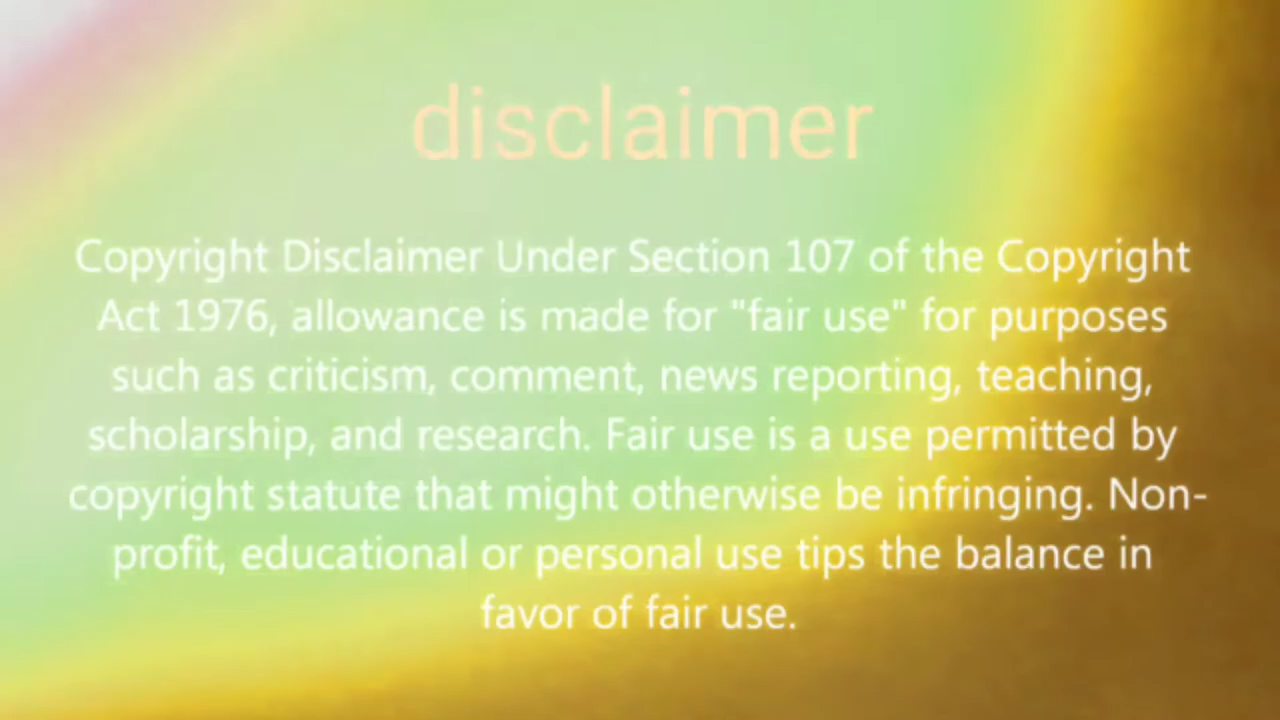 disclaimer
Copyright Disclaimer Under Section 107 of the Copyright
Act 1976, allowance is made for "fair use" for purposes
such as criticism, comment, news reporting, teaching,
scholarship, and research. Fair use is a use permitted by
copyright statute that might otherwise be infringing. Non-
profit, educational or personal use tips the balance in
favor of fair use.